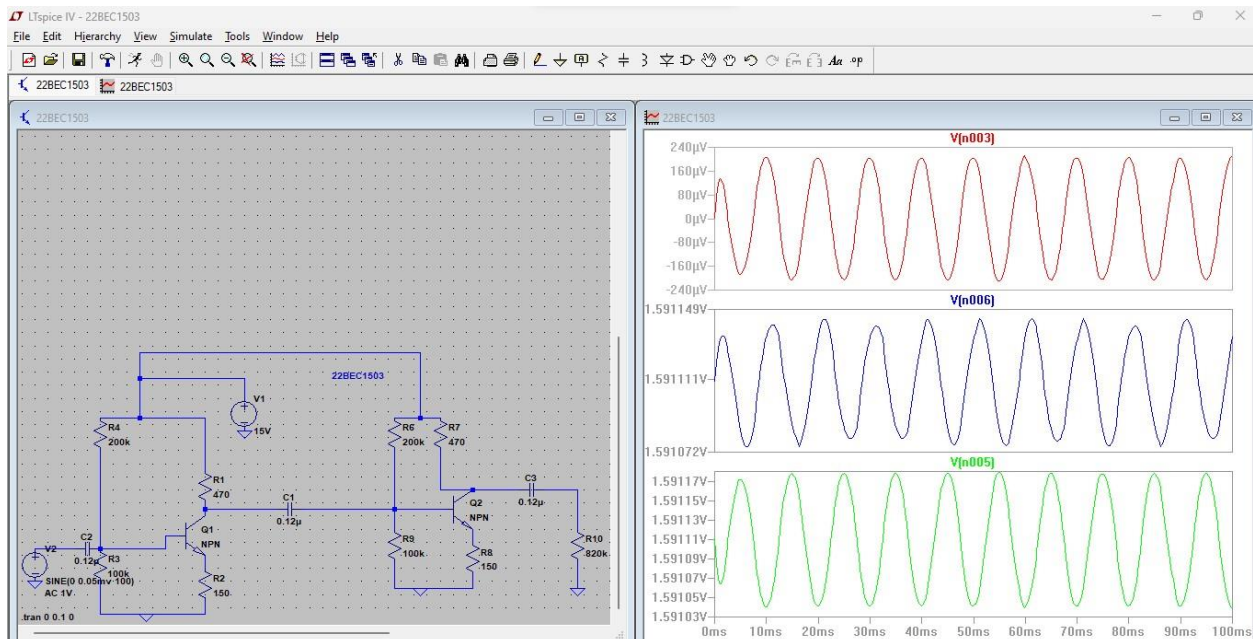 LTspice IV - 22BEC1503
File Edit Hierarchy View Simulate Tools Window Help
22BEC1503 22BEC1503
22BEC1503
22BEC1503
V1
15V
R4
200k
R1
470
R6
200k
R7
470
C1
0.12µ
C3
0.12µ
Q1
NPN
Q2
NPN
C2
0.12µ
V2
R3
100k
R9
100k
R8
150
R10
820k
R2
150
SINE(0 0.05mv 100)
AC 1V
.tran 0 0.1 0
22BEC1503
V(n003)
240µV
160µV
80µV
0µV
-80µV
-160µV
-240µV
V(n006)
1.591149V
1.591111V
1.591072V
V(n005)
1.59117V
1.59115V
1.59113V
1.59111V
1.59109V
1.59107V
1.59105V
1.59103V
0ms 10ms 20ms 30ms 40ms 50ms 60ms 70ms 80ms 90ms 100ms